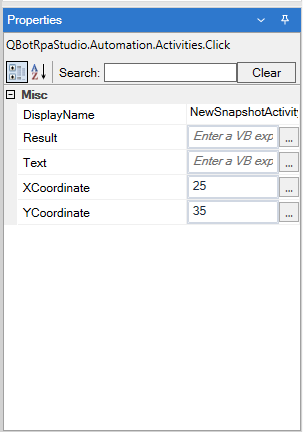 Properties
QBotRpaStudio.Automation.Activities.Click
A Z Search: Clear
Misc
DisplayName NewSnapshotActivity
Result Enter a VB exp ...
Text Enter a VB exp ...
XCoordinate 25 ...
YCoordinate 35 ...